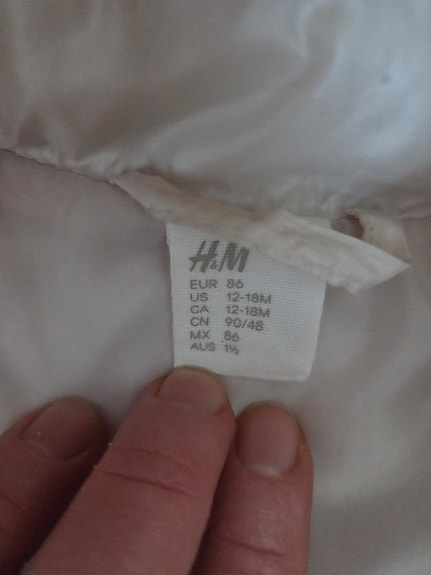 H&M
EUR 86
US 12-18M
CA 12-18M
CN 90/48
MX 86
AUS 1½